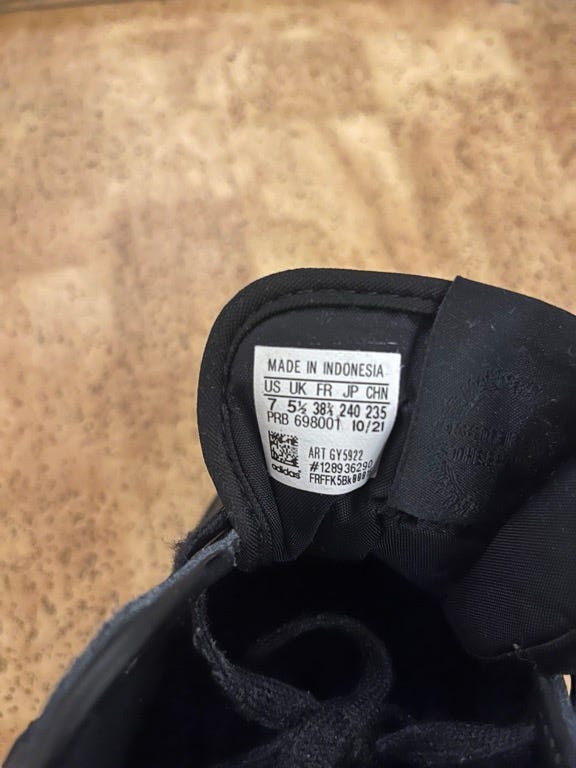 MADE IN INDONESIA
US UK FR JP CHN
7 5½ 38⅔ 240 235
PRB 698001 10/21
ART GY5922
#128936290
adidas